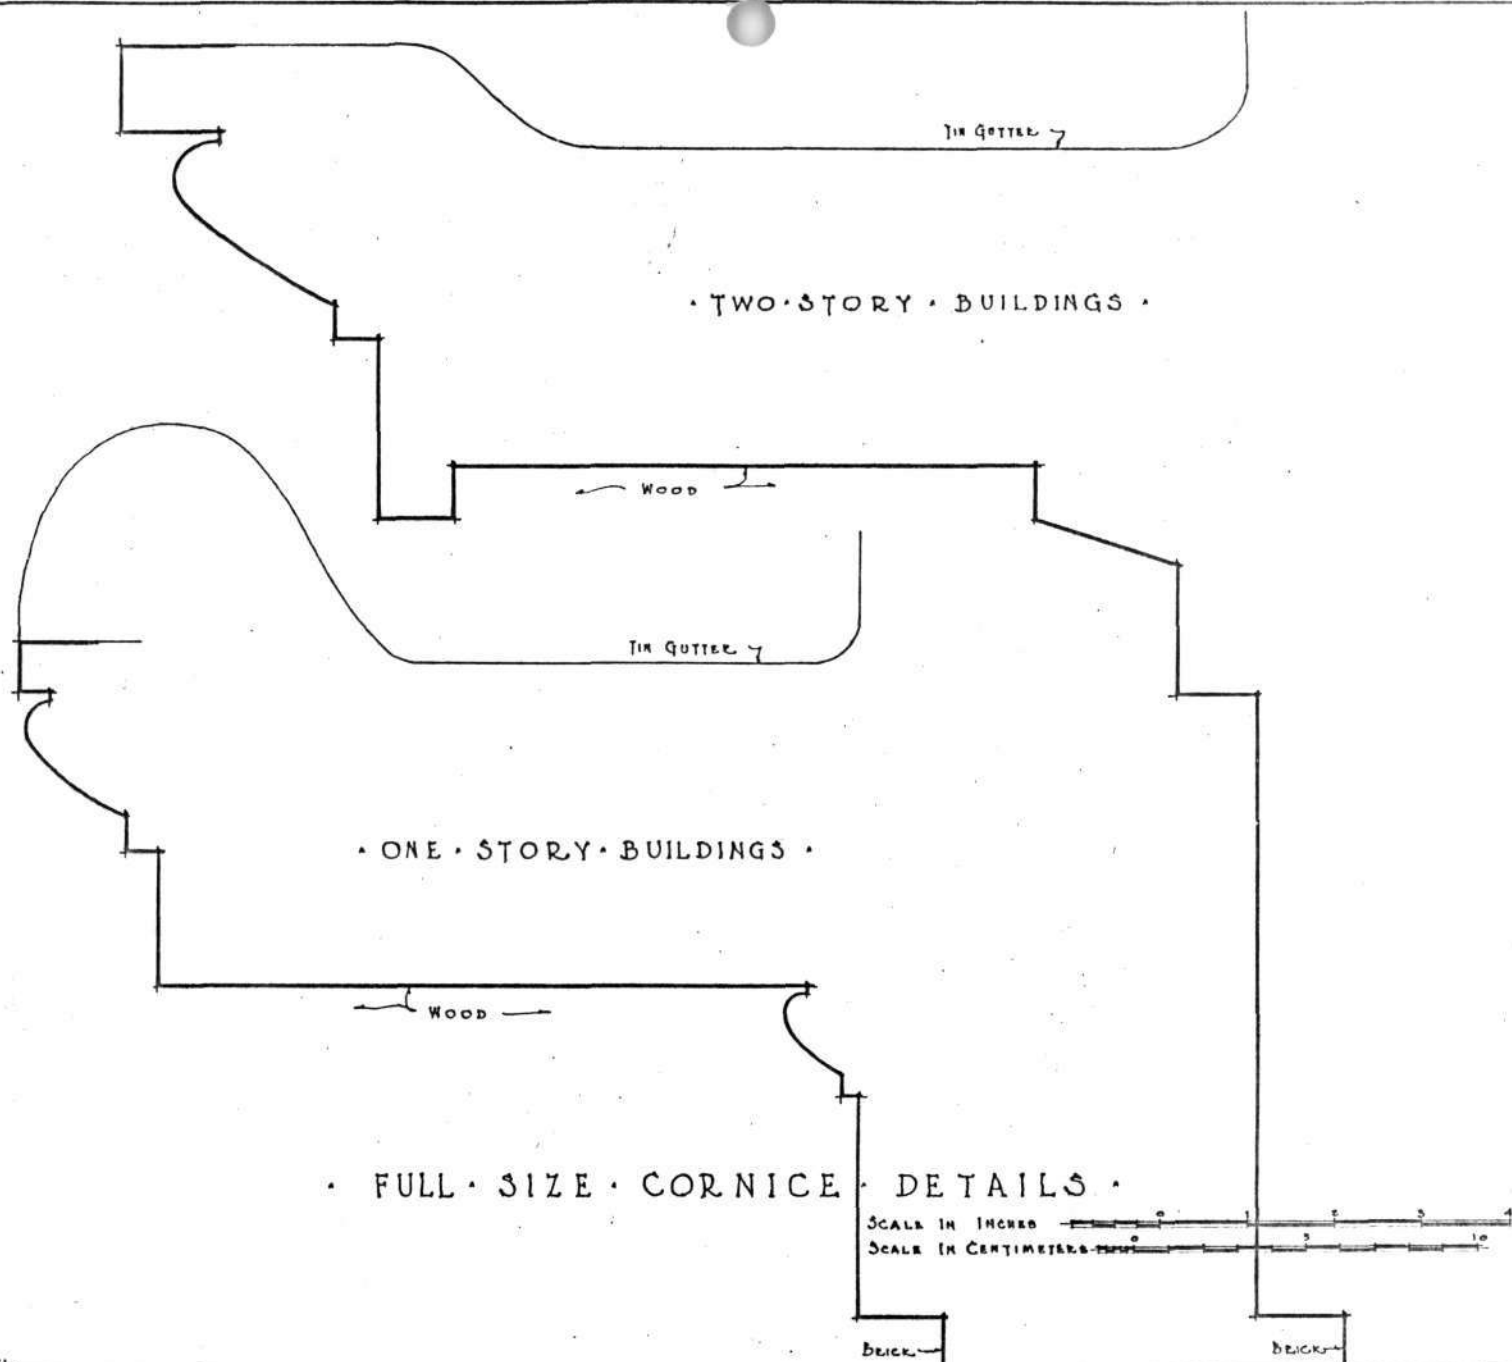 TIN GUTTER
· TWO · STORY · BUILDINGS ·
WOOD
TIN GUTTER
· ONE · STORY · BUILDINGS ·
WOOD
· FULL · SIZE · CORNICE · DETAILS ·
SCALE IN INCHES 0 1 2 3 4
SCALE IN CENTIMETERS 0 5 10
BRICK
BRICK